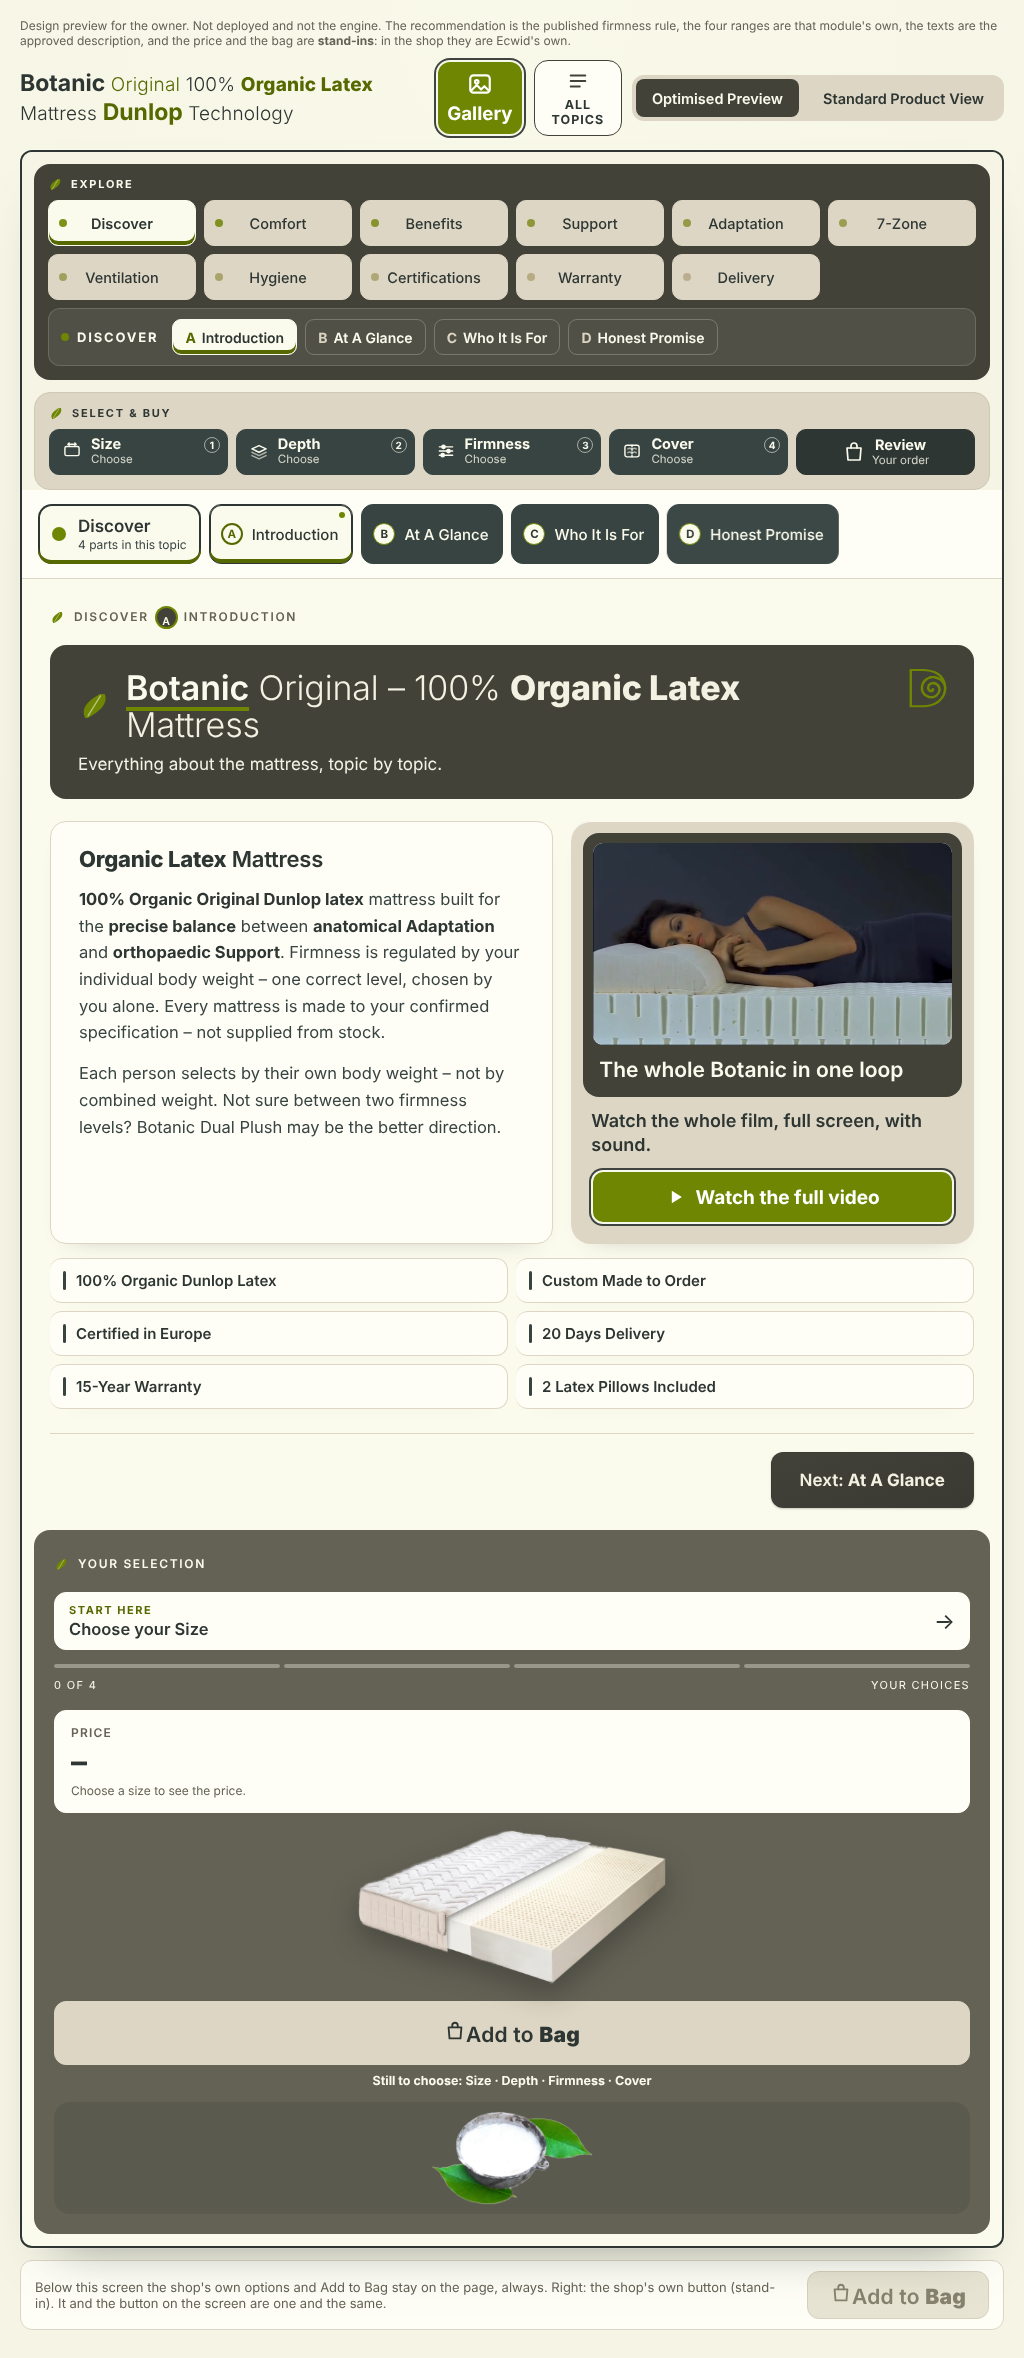 Design preview for the owner. Not deployed and not the engine. The recommendation is the published firmness rule, the four ranges are that module's own, the texts are the
approved description, and the price and the bag are stand-ins: in the shop they are Ecwid's own.
Botanic Original 100% Organic Latex
Mattress Dunlop Technology
Gallery
ALL
TOPICS
Optimised Preview
Standard Product View
EXPLORE
Discover
Comfort
Benefits
Support
Adaptation
7-Zone
Ventilation
Hygiene
Certifications
Warranty
Delivery
DISCOVER
A Introduction
B At A Glance
C Who It Is For
D Honest Promise
SELECT & BUY
Size
Choose
1
Depth
Choose
2
Firmness
Choose
3
Cover
Choose
4
Review
Your order
Discover
4 parts in this topic
A Introduction
B At A Glance
C Who It Is For
D Honest Promise
DISCOVER A INTRODUCTION
Botanic Original – 100% Organic Latex
Mattress
Everything about the mattress, topic by topic.
Organic Latex Mattress
100% Organic Original Dunlop latex mattress built for
the precise balance between anatomical Adaptation
and orthopaedic Support. Firmness is regulated by your
individual body weight – one correct level, chosen by
you alone. Every mattress is made to your confirmed
specification – not supplied from stock.
Each person selects by their own body weight – not by
combined weight. Not sure between two firmness
levels? Botanic Dual Plush may be the better direction.
The whole Botanic in one loop
Watch the whole film, full screen, with
sound.
Watch the full video
100% Organic Dunlop Latex
Custom Made to Order
Certified in Europe
20 Days Delivery
15-Year Warranty
2 Latex Pillows Included
Next: At A Glance
YOUR SELECTION
START HERE
Choose your Size
0 OF 4
YOUR CHOICES
PRICE
–
Choose a size to see the price.
Add to Bag
Still to choose: Size · Depth · Firmness · Cover
Below this screen the shop's own options and Add to Bag stay on the page, always. Right: the shop's own button (stand-
in). It and the button on the screen are one and the same.
Add to Bag